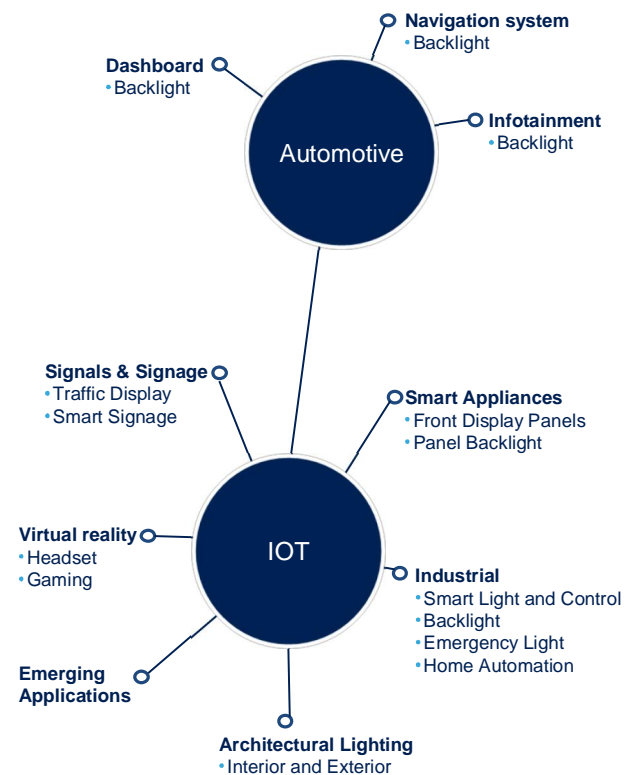 Navigation system
•Backlight
Dashboard
•Backlight
Infotainment
•Backlight
Automotive
Signals & Signage
•Traffic Display
•Smart Signage
Smart Appliances
•Front Display Panels
•Panel Backlight
Virtual reality
•Headset
•Gaming
IOT
Industrial
•Smart Light and Control
•Backlight
•Emergency Light
•Home Automation
Emerging
Applications
Architectural Lighting
•Interior and Exterior